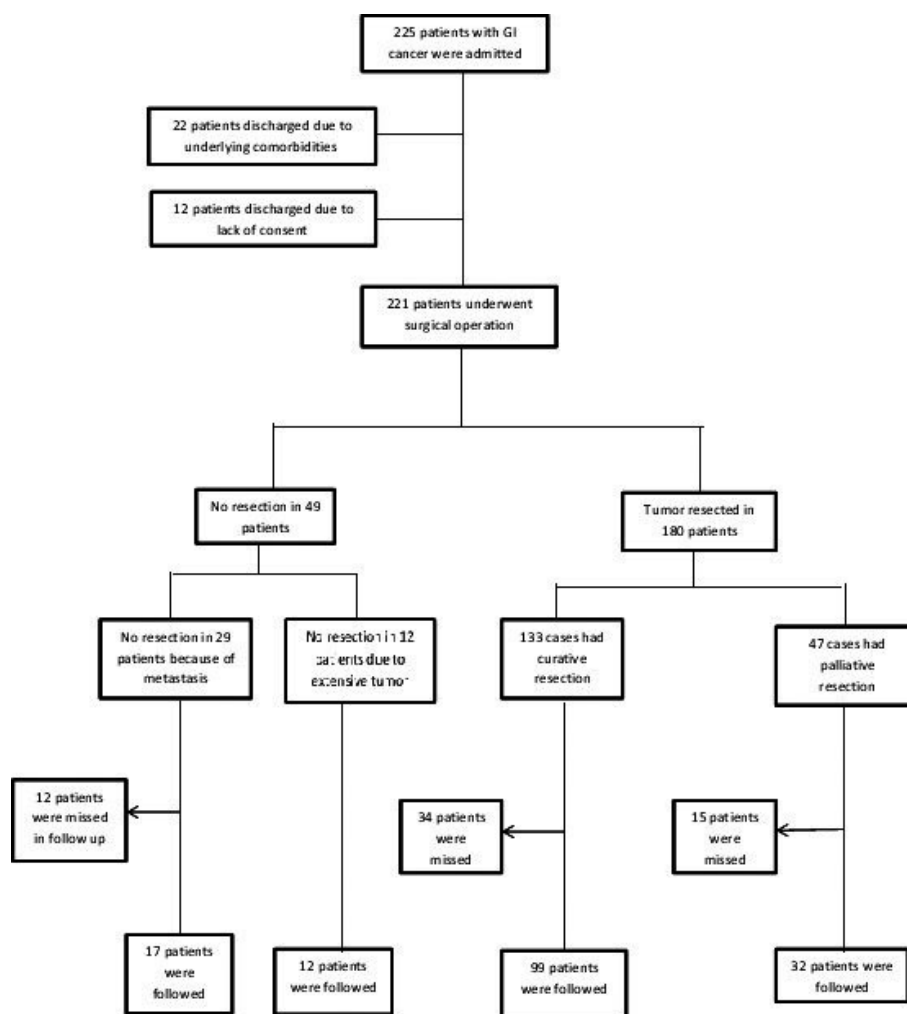 225 patients with GI
cancer were admitted
22 patients discharged due to
underlying comorbidities
12 patients discharged due to
lack of consent
221 patients underwent
surgical operation
No resection in 49
patients
Tumor resected in
180 patients
No resection in 29
patients because of
metastasis
No resection in 12
patients due to
extensive tumor
133 cases had
curative resection
47 cases had
palliative
resection
12 patients
were missed
in follow up
34 patients
were
missed
15 patients
were
missed
17 patients
were
followed
12 patients
were followed
99 patients
were followed
32 patients were
followed